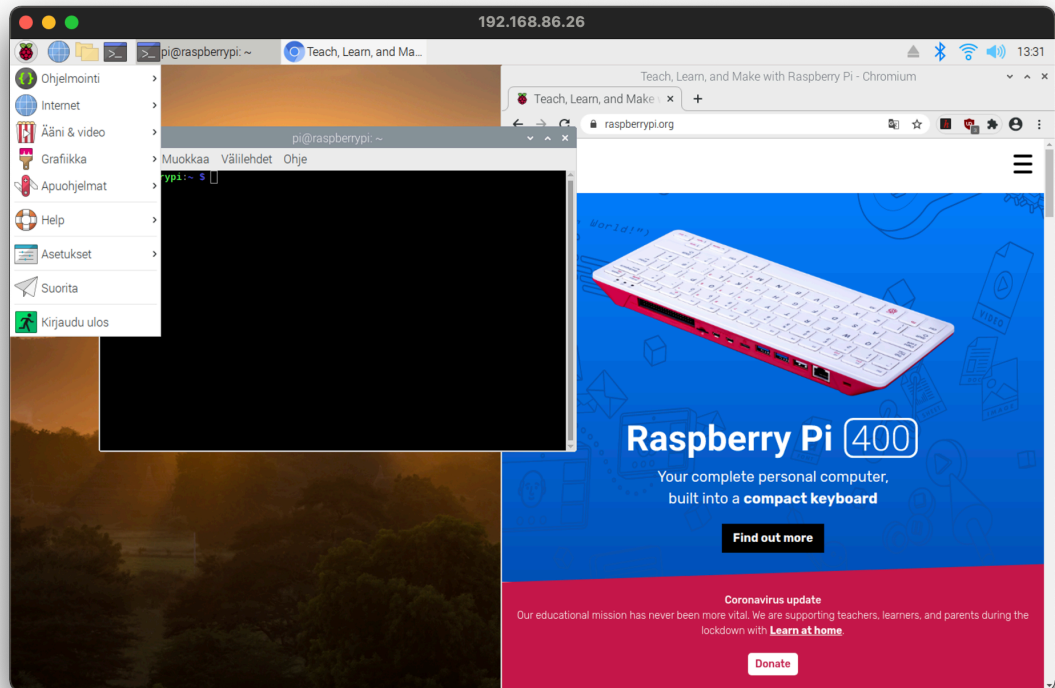 192.168.86.26
pi@raspberrypi: ~
Teach, Learn, and Ma...
13:31
Ohjelmointi
Internet
Ääni & video
Grafiikka
Apuohjelmat
Help
Asetukset
Suorita
Kirjaudu ulos
pi@raspberrypi: ~
Muokkaa Välilehdet Ohje
rypi:~ $
Teach, Learn, and Make with Raspberry Pi - Chromium
Teach, Learn, and Make
raspberrypi.org
World!")
VIDEO
Raspberry Pi 400
Your complete personal computer,
built into a compact keyboard
Find out more
Coronavirus update
Our educational mission has never been more vital. We are supporting teachers, learners, and parents during the
lockdown with Learn at home.
Donate